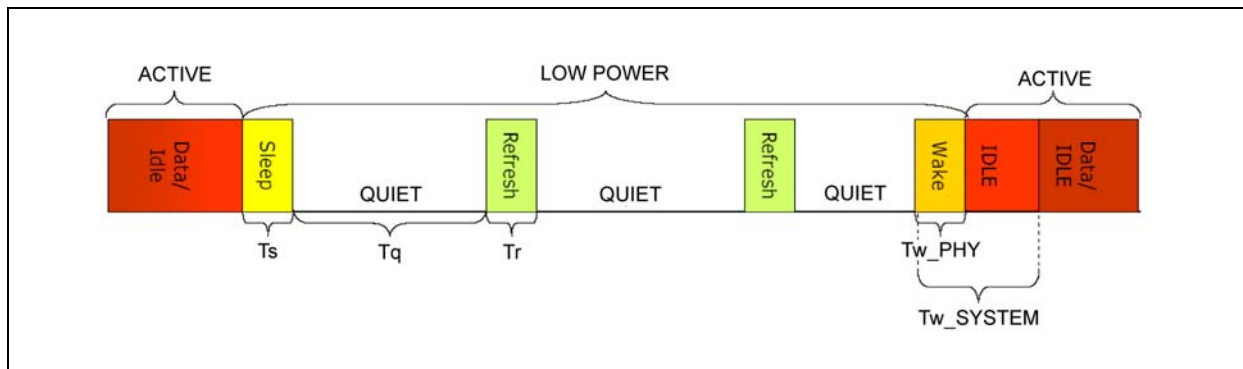 ACTIVE
LOW POWER
ACTIVE
Data/
Idle
Sleep
QUIET
Refresh
QUIET
Refresh
QUIET
Wake
IDLE
Data/
IDLE
Ts
Tq
Tr
Tw_PHY
Tw_SYSTEM